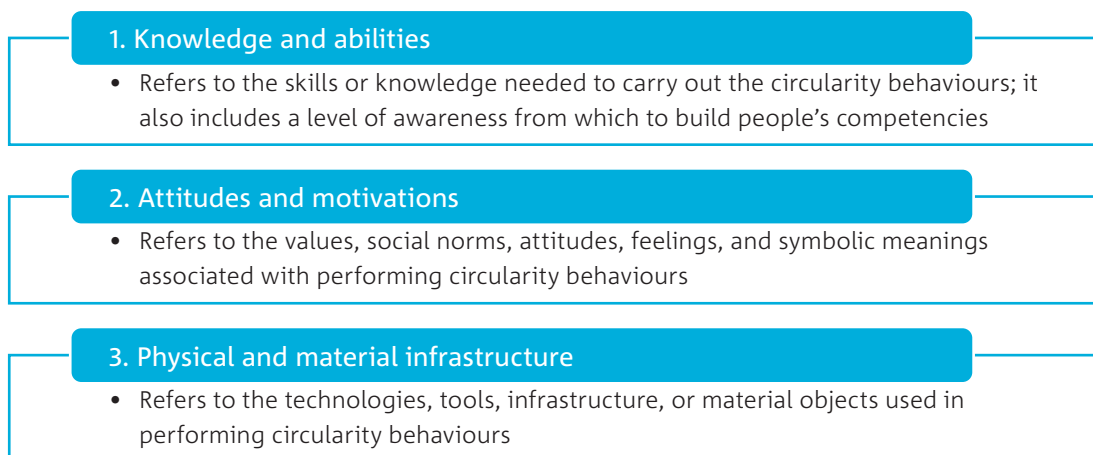 1. Knowledge and abilities
• Refers to the skills or knowledge needed to carry out the circularity behaviours; it
also includes a level of awareness from which to build people’s competencies
2. Attitudes and motivations
• Refers to the values, social norms, attitudes, feelings, and symbolic meanings
associated with performing circularity behaviours
3. Physical and material infrastructure
• Refers to the technologies, tools, infrastructure, or material objects used in
performing circularity behaviours